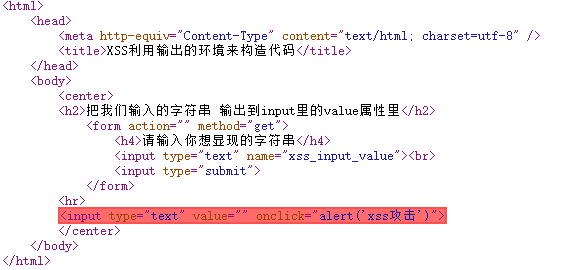 <html>
<head>
<meta http-equiv="Content-Type" content="text/html; charset=utf-8" />
<title>XSS利用输出的环境来构造代码</title>
</head>
<body>
<center>
<h2>把我们输入的字符串 输出到input里的value属性里</h2>
<form action="" method="get">
<h4>请输入你想显现的字符串</h4>
<input type="text" name="xss_input_value"><br>
<input type="submit">
</form>
<hr>
<input type="text" value="" onclick="alert('xss攻击')">
</center>
</body>
</html>